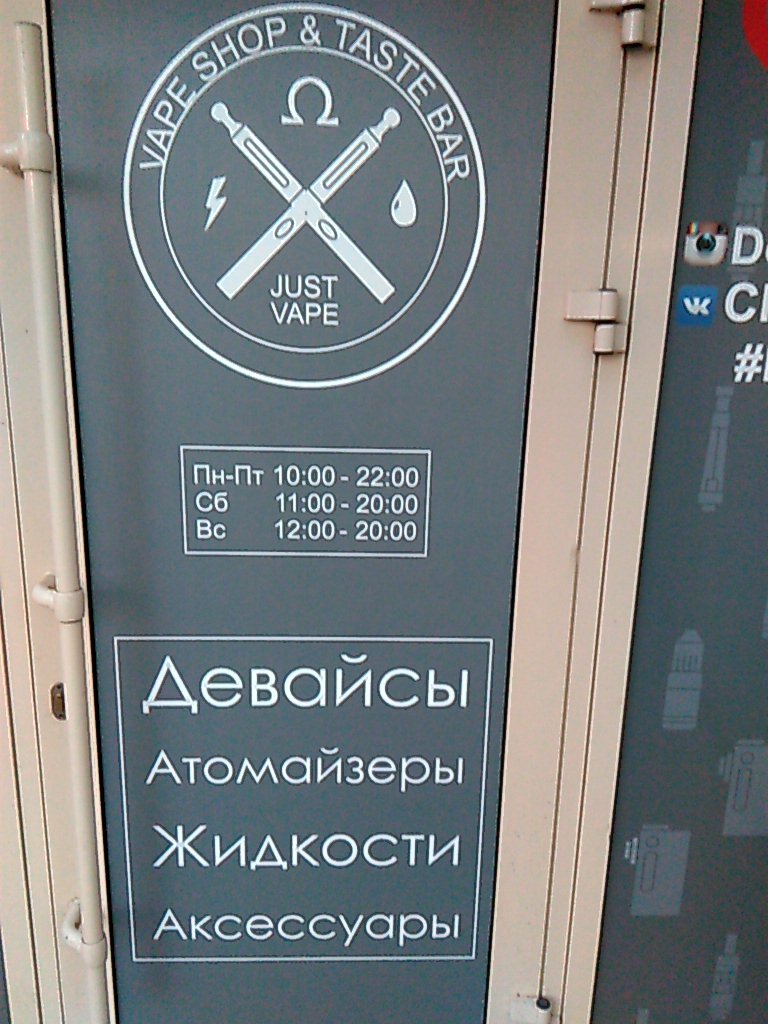 VAPE SHOP & TASTE BAR
Ω
JUST
VAPE
Пн-Пт 10:00 - 22:00
Сб 11:00 - 20:00
Вс 12:00 - 20:00
Девайсы
Атомайзеры
Жидкости
Аксессуары